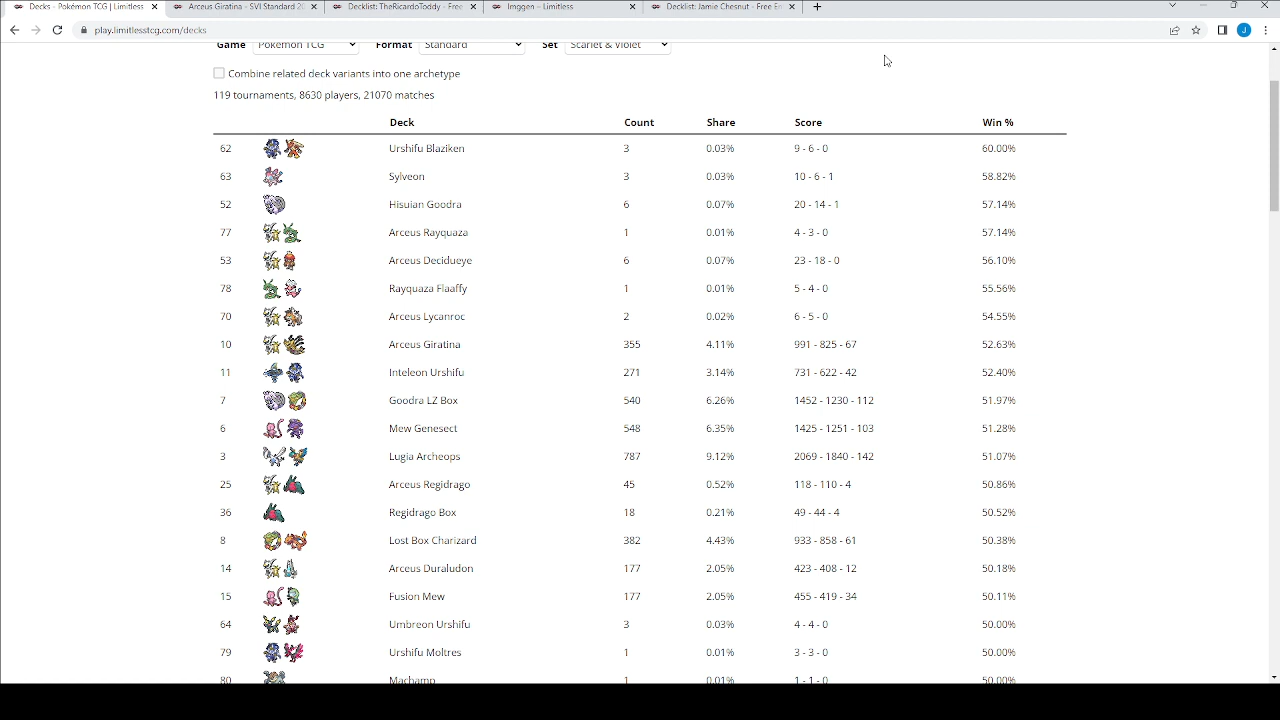 Decks - Pokémon TCG | Limitless
Arceus Giratina - SVI Standard 20
Decklist: TheRicardoToddy - Free
Imggen – Limitless
Decklist: Jamie Chesnut - Free En
play.limitlesstcg.com/decks
J
Game Pokémon TCG Format Standard Set Scarlet & Violet
Combine related deck variants into one archetype
119 tournaments, 8630 players, 21070 matches
Deck Count Share Score Win %
62 Urshifu Blaziken 3 0.03% 9 - 6 - 0 60.00%
63 Sylveon 3 0.03% 10 - 6 - 1 58.82%
52 Hisuian Goodra 6 0.07% 20 - 14 - 1 57.14%
77 Arceus Rayquaza 1 0.01% 4 - 3 - 0 57.14%
53 Arceus Decidueye 6 0.07% 23 - 18 - 0 56.10%
78 Rayquaza Flaaffy 1 0.01% 5 - 4 - 0 55.56%
70 Arceus Lycanroc 2 0.02% 6 - 5 - 0 54.55%
10 Arceus Giratina 355 4.11% 991 - 825 - 67 52.63%
11 Inteleon Urshifu 271 3.14% 731 - 622 - 42 52.40%
7 Goodra LZ Box 540 6.26% 1452 - 1230 - 112 51.97%
6 Mew Genesect 548 6.35% 1425 - 1251 - 103 51.28%
3 Lugia Archeops 787 9.12% 2069 - 1840 - 142 51.07%
25 Arceus Regidrago 45 0.52% 118 - 110 - 4 50.86%
36 Regidrago Box 18 0.21% 49 - 44 - 4 50.52%
8 Lost Box Charizard 382 4.43% 933 - 858 - 61 50.38%
14 Arceus Duraludon 177 2.05% 423 - 408 - 12 50.18%
15 Fusion Mew 177 2.05% 455 - 419 - 34 50.11%
64 Umbreon Urshifu 3 0.03% 4 - 4 - 0 50.00%
79 Urshifu Moltres 1 0.01% 3 - 3 - 0 50.00%
80 Machamp 1 0.01% 1 - 1 - 0 50.00%